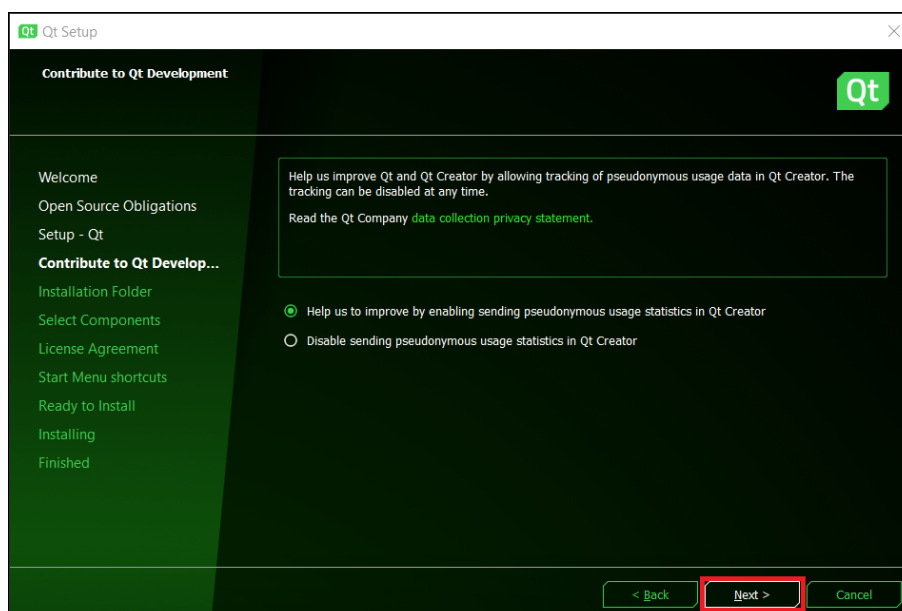 Qt Qt Setup
Contribute to Qt Development
Qt
Welcome
Open Source Obligations
Setup - Qt
Contribute to Qt Develop...
Installation Folder
Select Components
License Agreement
Start Menu shortcuts
Ready to Install
Installing
Finished
Help us improve Qt and Qt Creator by allowing tracking of pseudonymous usage data in Qt Creator. The
tracking can be disabled at any time.
Read the Qt Company data collection privacy statement.
Help us to improve by enabling sending pseudonymous usage statistics in Qt Creator
Disable sending pseudonymous usage statistics in Qt Creator
< Back Next > Cancel